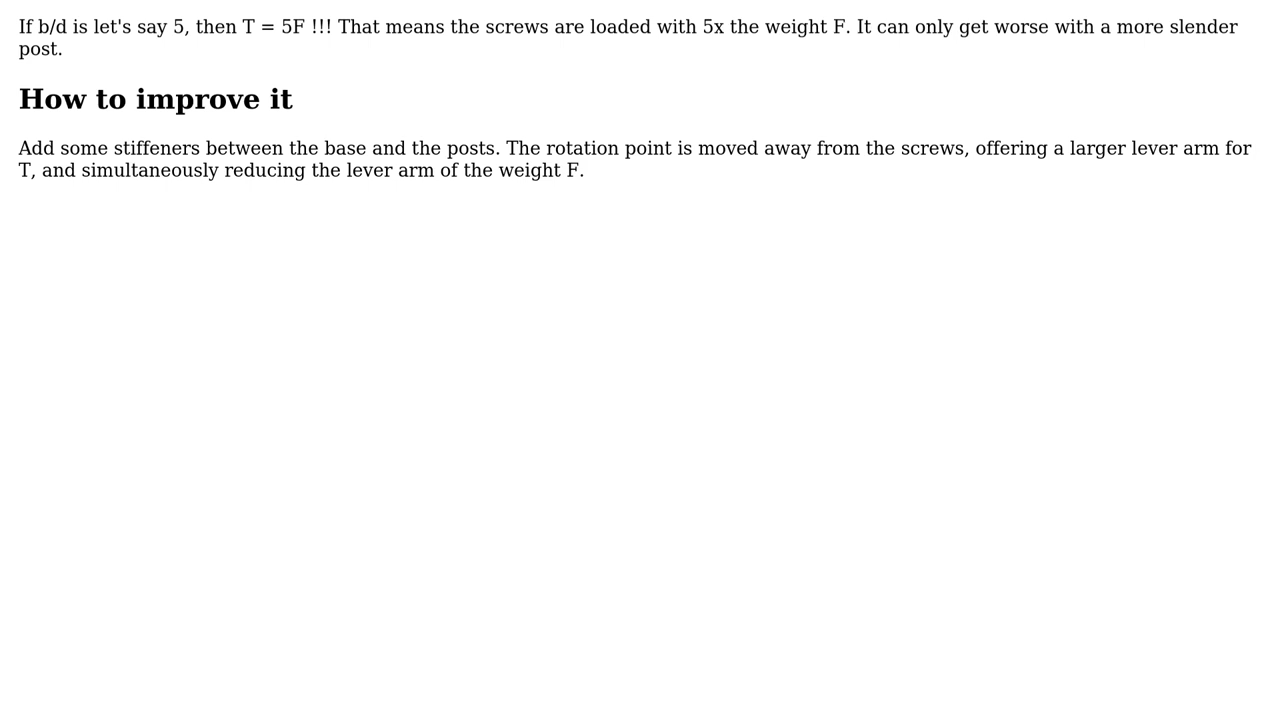 If b/d is let's say 5, then T = 5F !!! That means the screws are loaded with 5x the weight F. It can only get worse with a more slender
post.
How to improve it
Add some stiffeners between the base and the posts. The rotation point is moved away from the screws, offering a larger lever arm for
T, and simultaneously reducing the lever arm of the weight F.